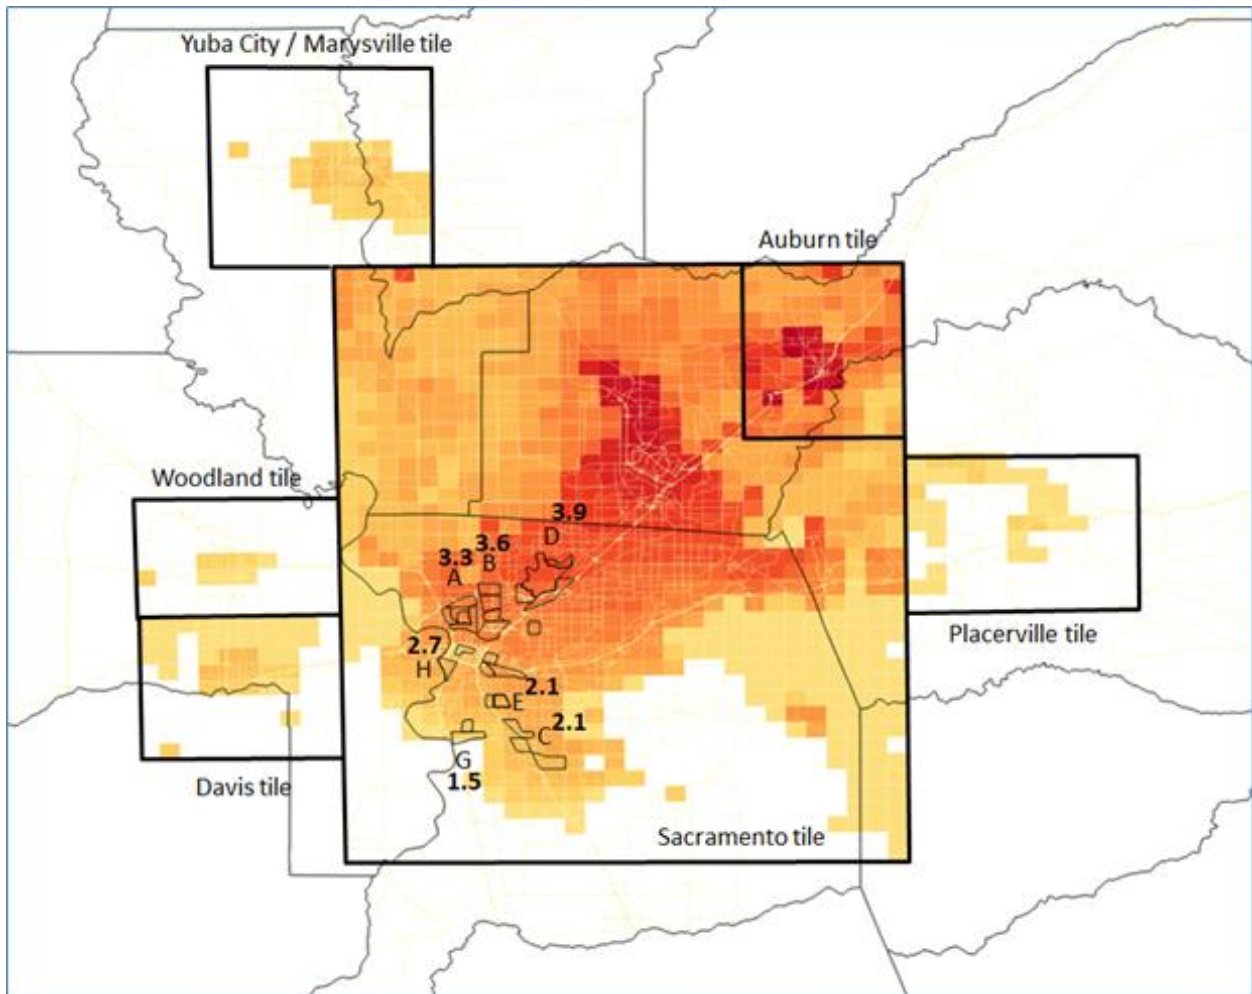 Yuba City / Marysville tile
Auburn tile
Woodland tile
3.9
D
3.6
B
3.3
A
2.7
H
2.1
E
2.1
C
G
1.5
Placerville tile
Davis tile
Sacramento tile